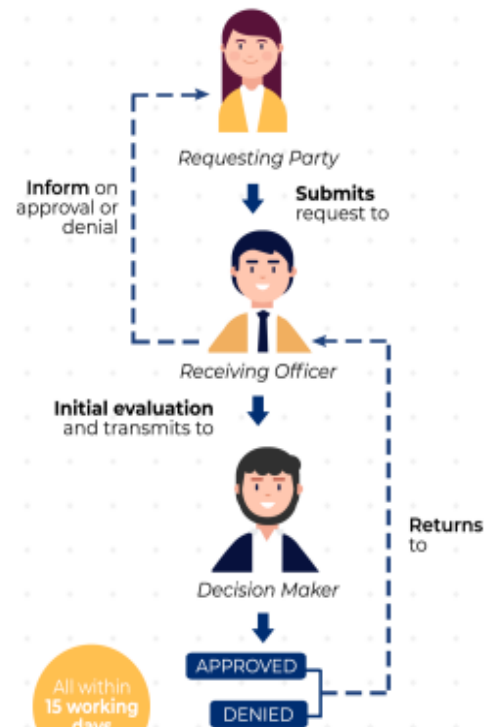 Requesting Party
Inform on
approval or
denial
Submits
request to
Receiving Officer
Initial evaluation
and transmits to
Returns
to
Decision Maker
APPROVED
DENIED
All within
15 working
days